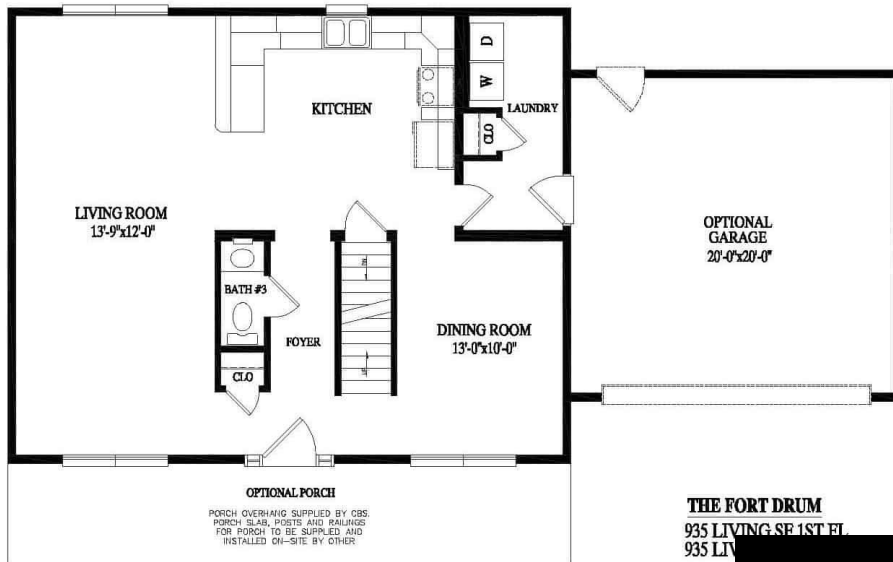 D
W
KITCHEN
LAUNDRY
CLO
LIVING ROOM
13'-9"x12'-0"
OPTIONAL
GARAGE
20'-0"x20'-0"
BATH #3
FOYER
DINING ROOM
13'-0"x10'-0"
CLO
OPTIONAL PORCH
PORCH OVERHANG SUPPLIED BY CBS.
PORCH SLAB, POSTS AND RAILINGS
FOR PORCH TO BE SUPPLIED AND
INSTALLED ON-SITE BY OTHER
THE FORT DRUM
935 LIVING SF 1ST FL
935